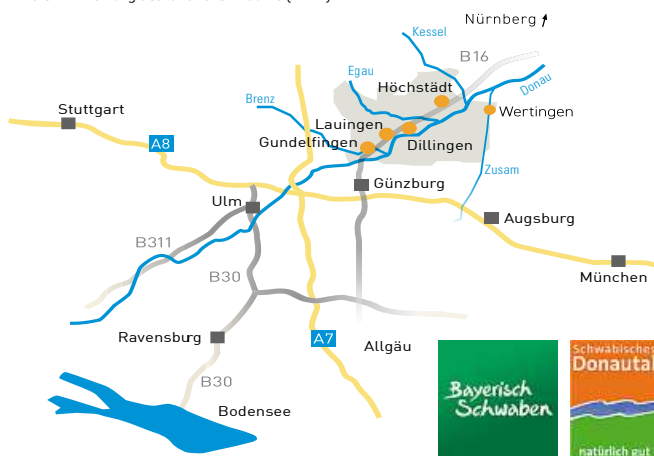 Nürnberg
Kessel
B16
Egau
Donau
Höchstädt
Brenz
Stuttgart
Wertingen
Lauingen
A8
Gundelfingen
Dillingen
Zusam
Günzburg
Ulm
Augsburg
B311
B30
München
Ravensburg
A7
Allgäu
B30
Bodensee
Bayerisch
Schwaben
Schwäbisches
Donautal
natürlich gut